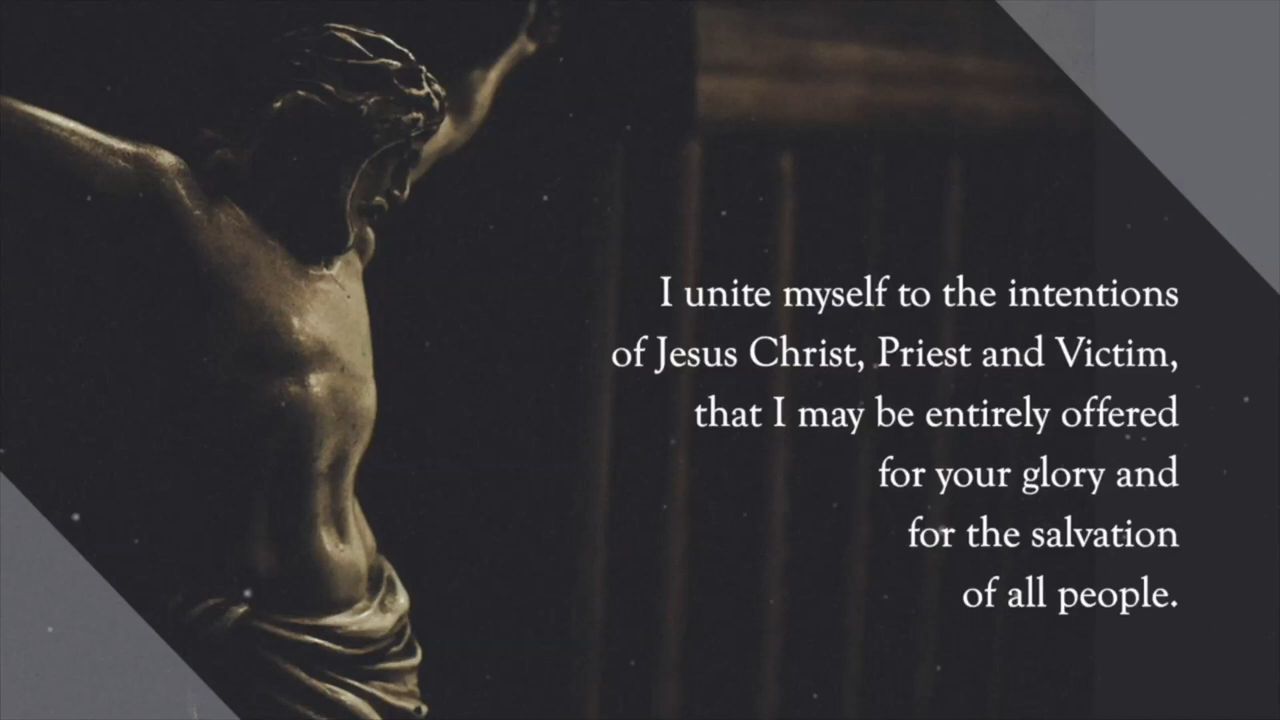 I unite myself to the intentions
of Jesus Christ, Priest and Victim,
that I may be entirely offered
for your glory and
for the salvation
of all people.